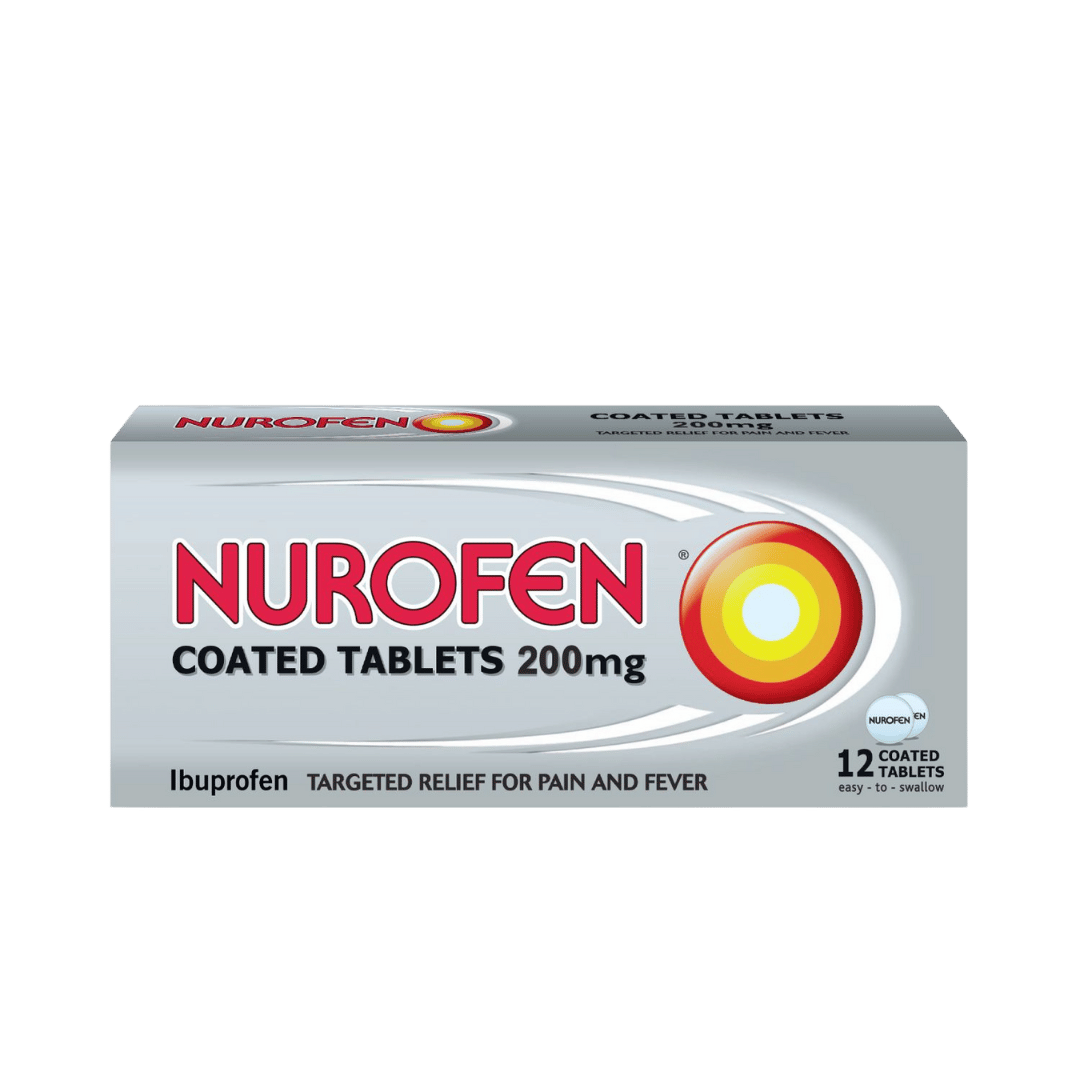 NUROFEN
COATED TABLETS
200mg
TARGETED RELIEF FOR PAIN AND FEVER
NUROFEN®
COATED TABLETS 200mg
NUROFEN EN
12 COATED TABLETS
easy - to - swallow
Ibuprofen TARGETED RELIEF FOR PAIN AND FEVER